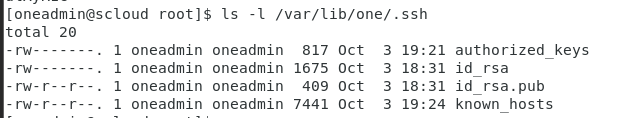 [oneadmin@scloud root]$ ls -l /var/lib/one/.ssh
total 20
-rw-------. 1 oneadmin oneadmin  817 Oct  3 19:21 authorized_keys
-rw-------. 1 oneadmin oneadmin 1675 Oct  3 18:31 id_rsa
-rw-r--r--. 1 oneadmin oneadmin  409 Oct  3 18:31 id_rsa.pub
-rw-r--r--. 1 oneadmin oneadmin 7441 Oct  3 19:24 known_hosts